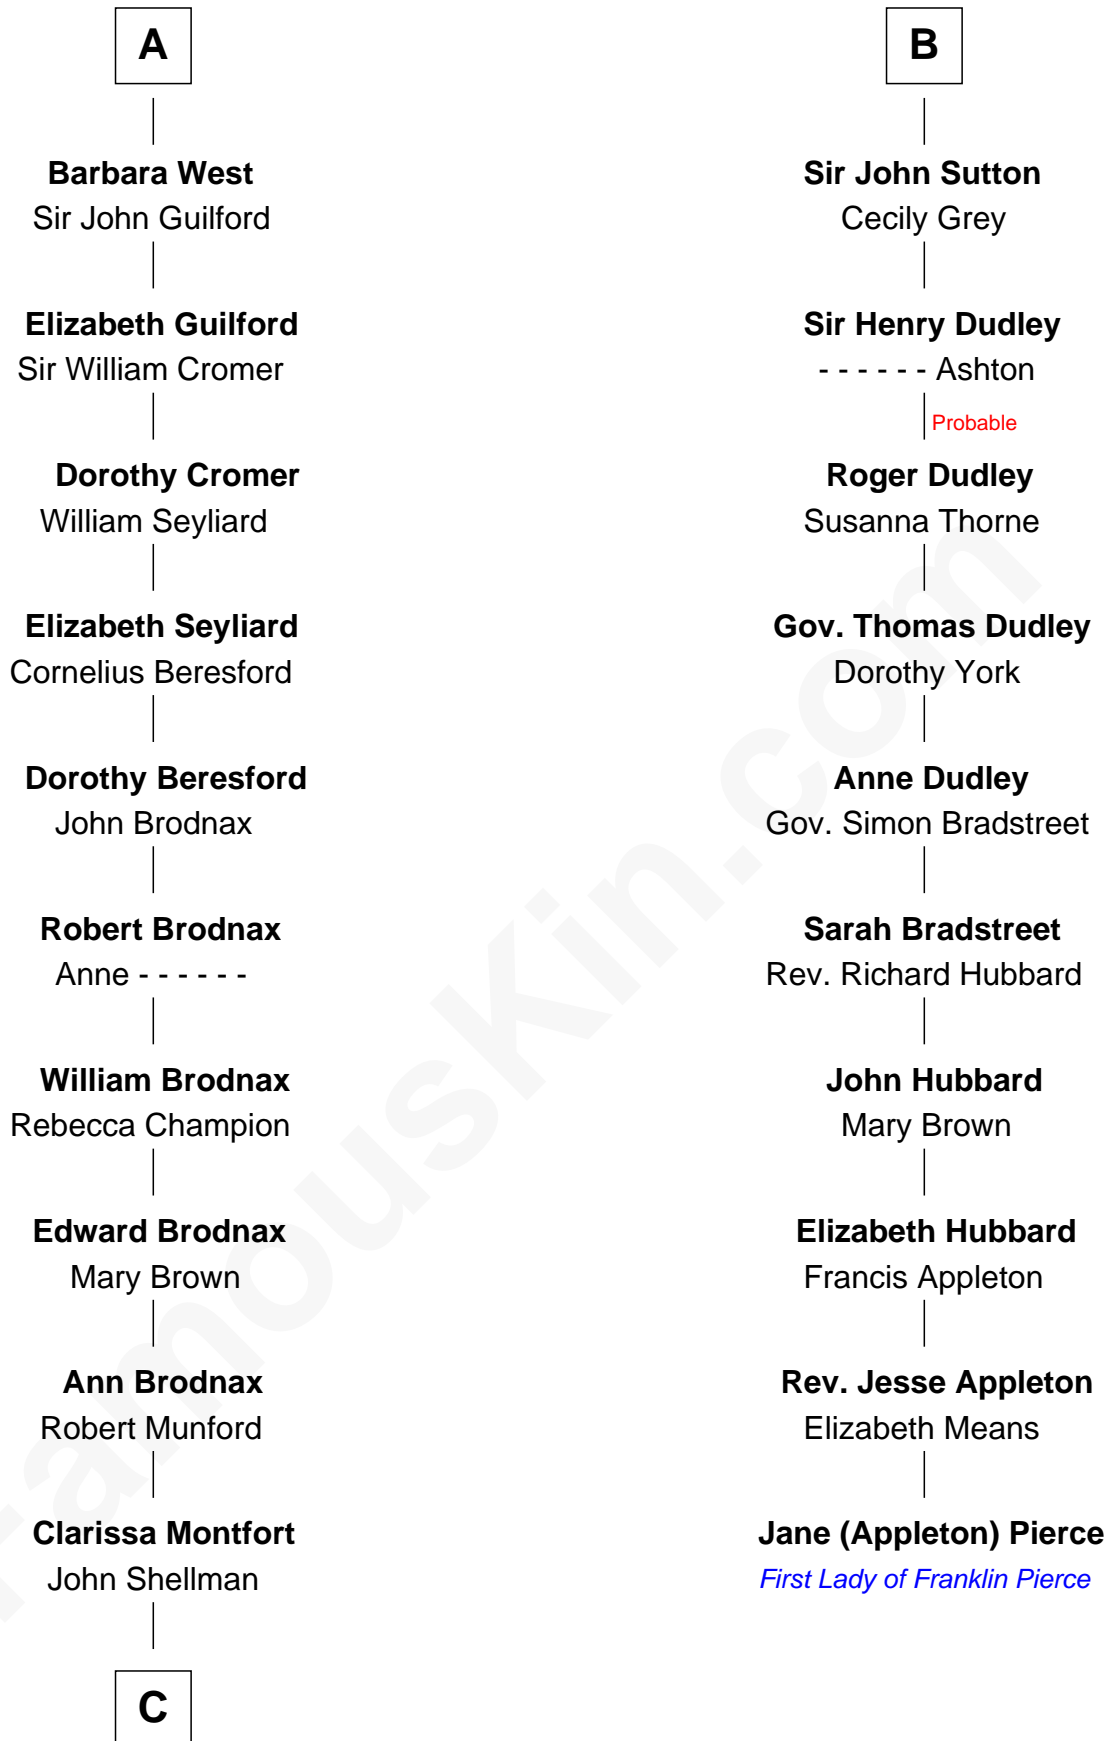 A
Barbara West
Sir John Guilford
Elizabeth Guilford
Sir William Cromer
Dorothy Cromer
William Seyliard
Elizabeth Seyliard
Cornelius Beresford
Dorothy Beresford
John Brodnax
Robert Brodnax
Anne - - - - - -
William Brodnax
Rebecca Champion
Edward Brodnax
Mary Brown
Ann Brodnax
Robert Munford
Clarissa Montfort
John Shellman
C
B
Sir John Sutton
Cecily Grey
Sir Henry Dudley
- - - - - - Ashton
Probable
Roger Dudley
Susanna Thorne
Gov. Thomas Dudley
Dorothy York
Anne Dudley
Gov. Simon Bradstreet
Sarah Bradstreet
Rev. Richard Hubbard
John Hubbard
Mary Brown
Elizabeth Hubbard
Francis Appleton
Rev. Jesse Appleton
Elizabeth Means
Jane (Appleton) Pierce
First Lady of Franklin Pierce
FamousKin.com